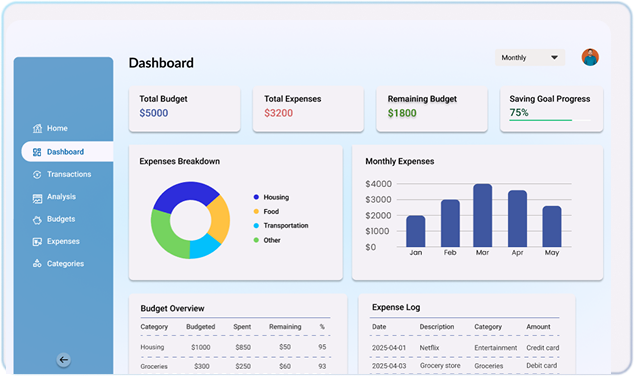 Dashboard
Monthly
Home
Dashboard
Transactions
Analysis
Budgets
Expenses
Categories
Total Budget
$5000
Total Expenses
$3200
Remaining Budget
$1800
Saving Goal Progress
75%
Expenses Breakdown
Housing
Food
Transportation
Other
Monthly Expenses
$4000
$3000
$2000
$1000
$0
Jan Feb Mar Apr May
Budget Overview
Category Budgeted Spent Remaining %
Housing $1000 $850 $50 95
Groceries $300 $250 $60 93
Expense Log
Date Description Category Amount
2025-04-01 Netflix Entertainment Credit card
2025-04-03 Grocery store Groceries Debit card